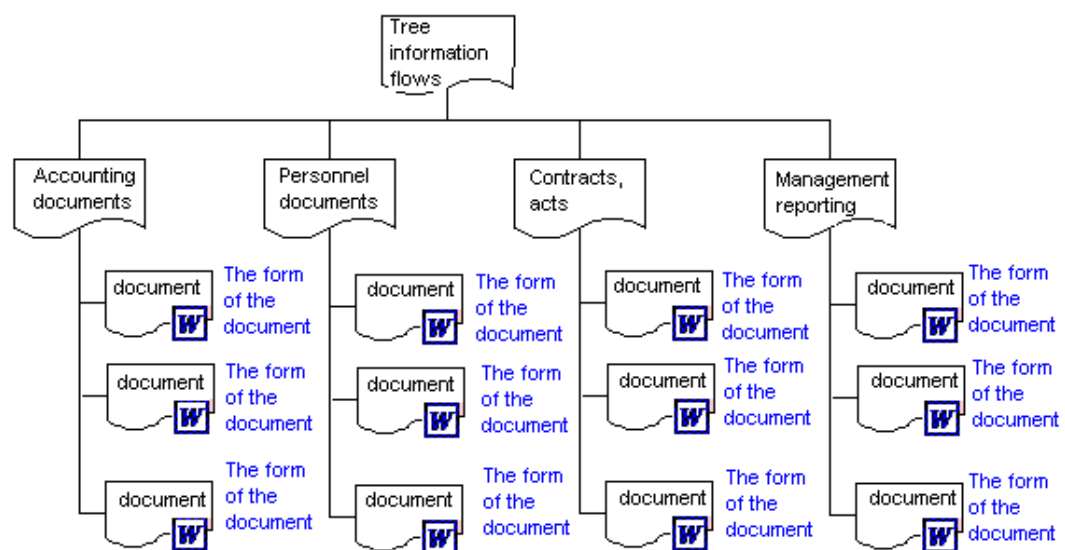 Tree
information
flows
Accounting
documents
Personnel
documents
Contracts,
acts
Management
reporting
document
The form
of the
document
W
document
The form
of the
document
W
document
The form
of the
document
W
document
The form
of the
document
W
document
The form
of the
document
W
document
The form
of the
document
W
document
The form
of the
document
W
document
The form
of the
document
W
document
The form
of the
document
W
document
The form
of the
document
W
document
The form
of the
document
W
document
The form
of the
document
W